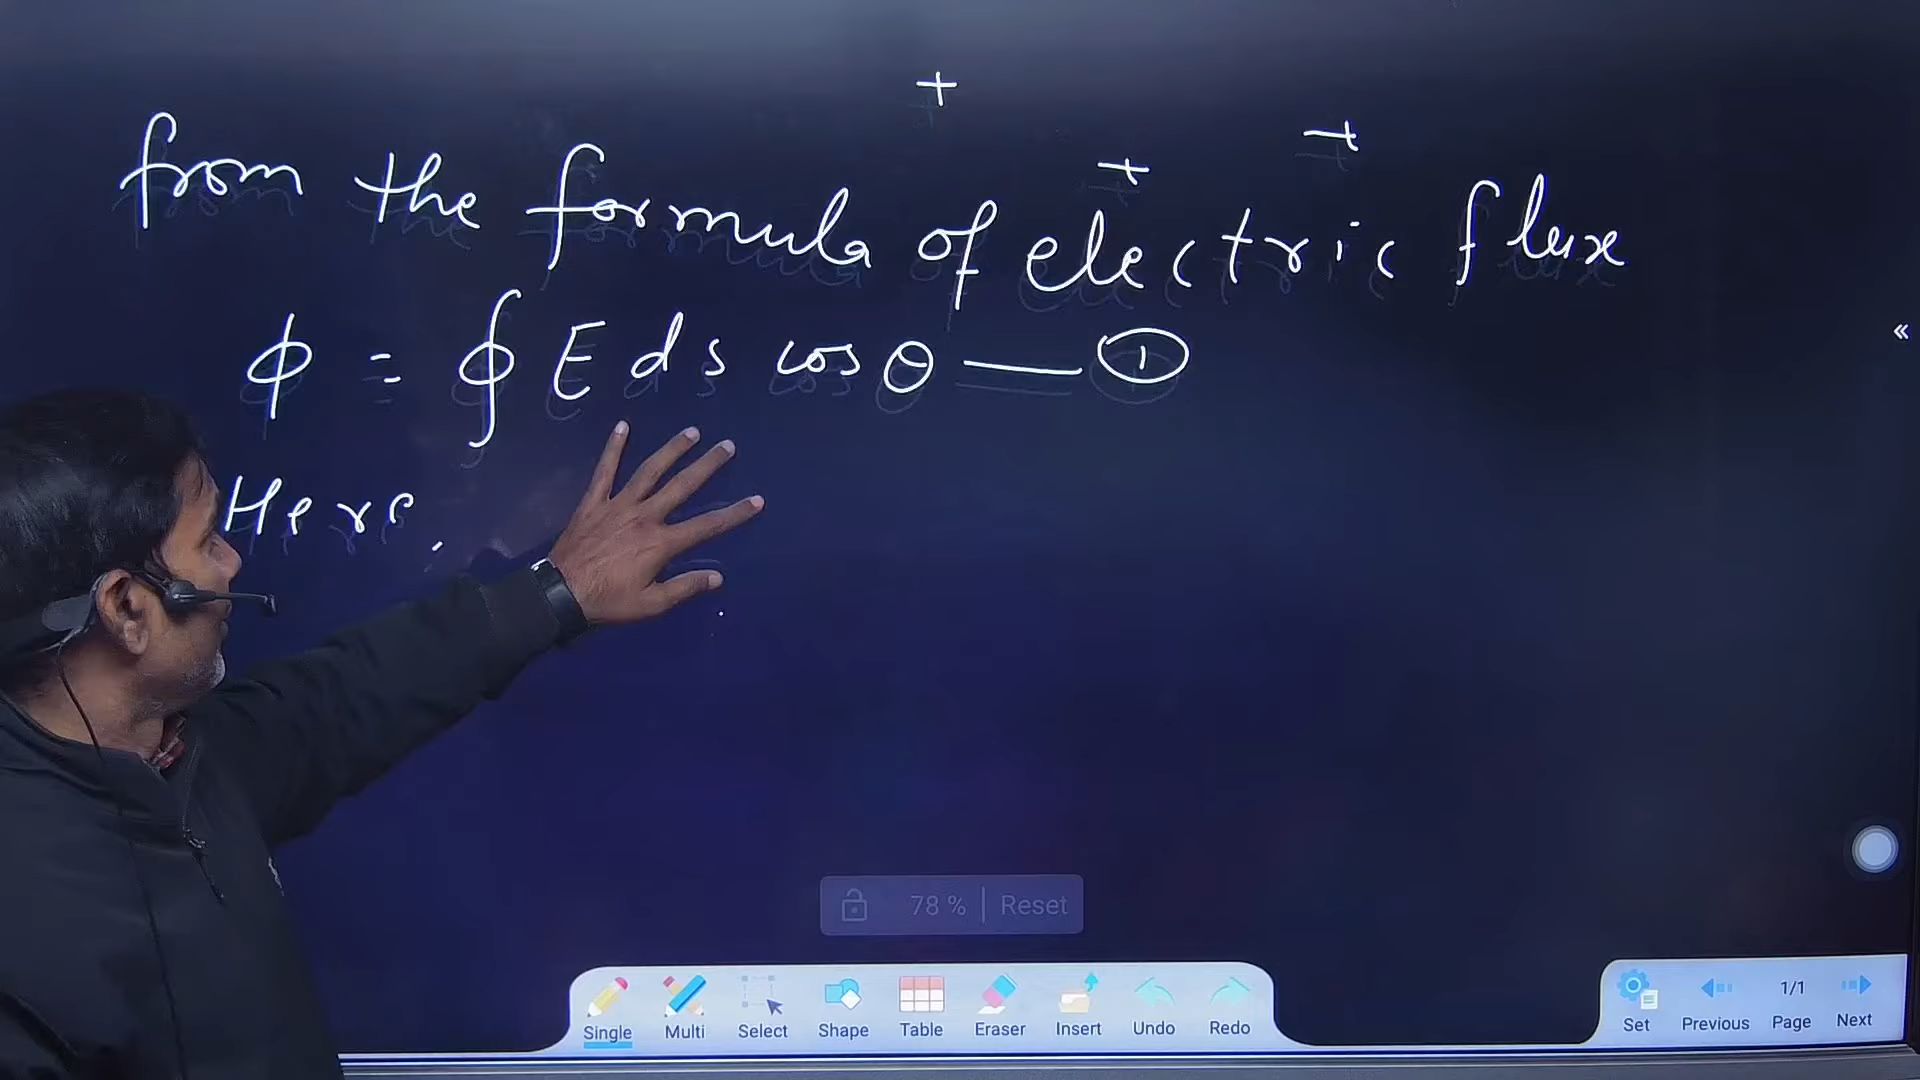 from the formula of electric flux
ϕ = ∮ E ds cos θ — ①
Here,
«
78 % | Reset
Single Multi Select Shape Table Eraser Insert Undo Redo
Set Previous 1/1 Page Next